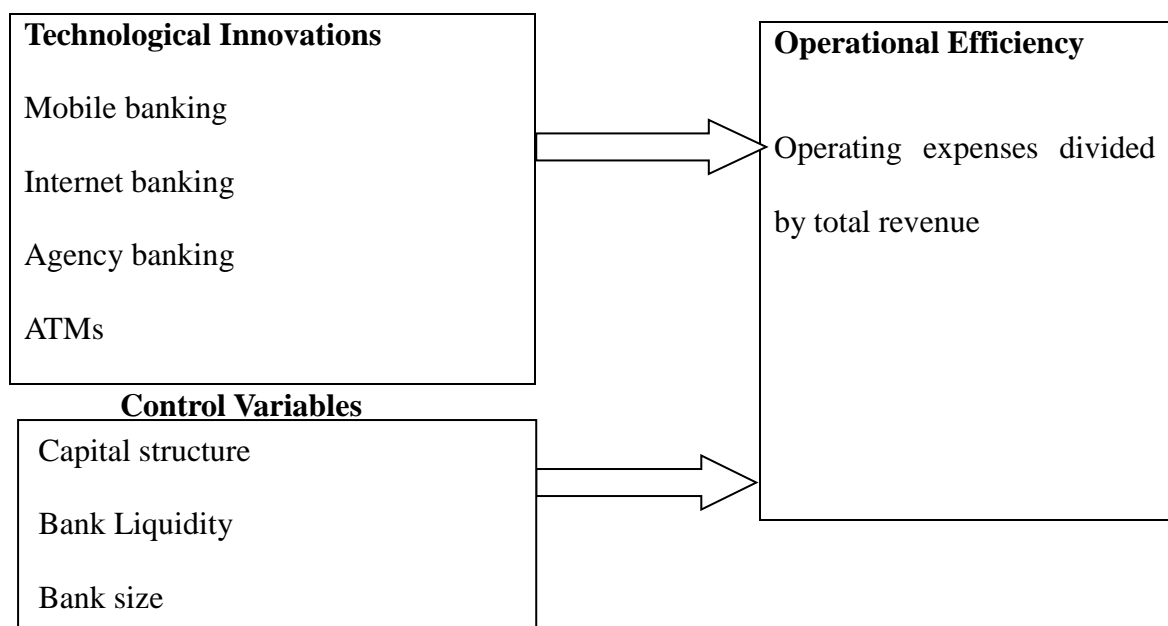 Technological Innovations
Mobile banking
Internet banking
Agency banking
ATMs
Operational Efficiency
Operating expenses divided
by total revenue
Control Variables
Capital structure
Bank Liquidity
Bank size